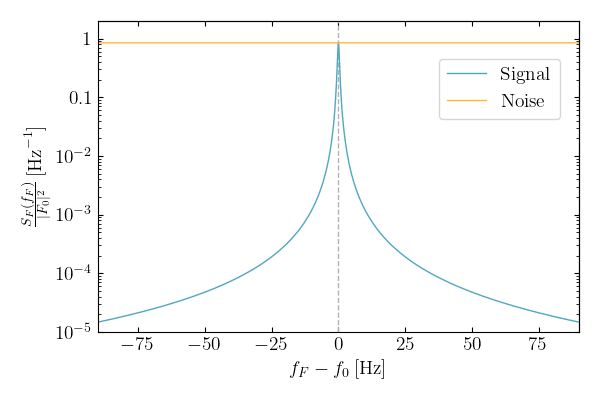 1
0.1
10⁻²
10⁻³
10⁻⁴
10⁻⁵
S_F(f_F)/|F_0|² [Hz⁻¹]
Signal
Noise
−75 −50 −25 0 25 50 75
f_F − f_0 [Hz]